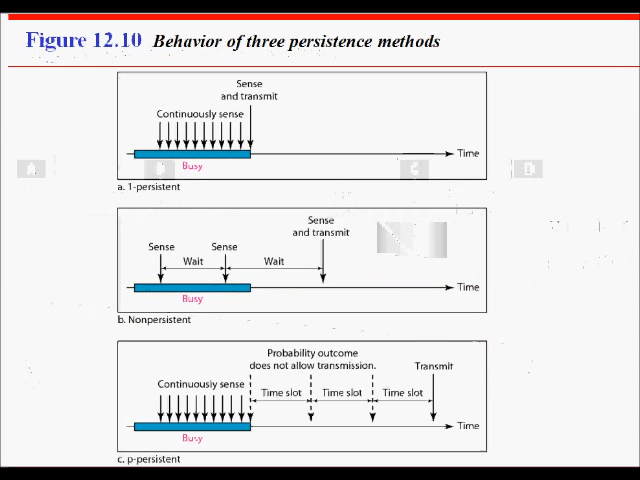 Figure 12.10 Behavior of three persistence methods
Sense
and transmit
Continuously sense
Time
Busy
a. 1-persistent
Sense
and transmit
Sense
Sense
Wait
Wait
Time
Busy
b. Nonpersistent
Probability outcome
does not allow transmission.
Transmit
Continuously sense
Time slot
Time slot
Time slot
Time
Busy
c. p-persistent